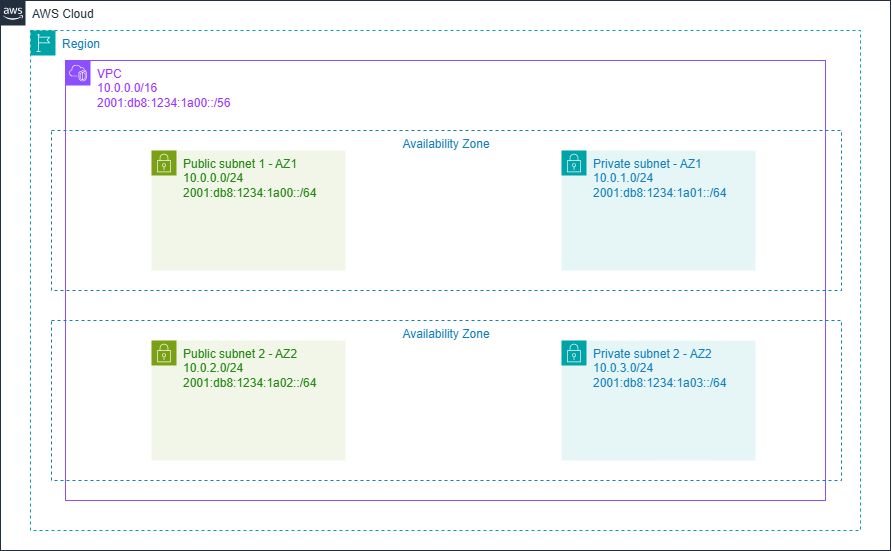 aws
AWS Cloud
Region
VPC
10.0.0.0/16
2001:db8:1234:1a00::/56
Availability Zone
Public subnet 1 - AZ1
10.0.0.0/24
2001:db8:1234:1a00::/64
Private subnet - AZ1
10.0.1.0/24
2001:db8:1234:1a01::/64
Availability Zone
Public subnet 2 - AZ2
10.0.2.0/24
2001:db8:1234:1a02::/64
Private subnet 2 - AZ2
10.0.3.0/24
2001:db8:1234:1a03::/64